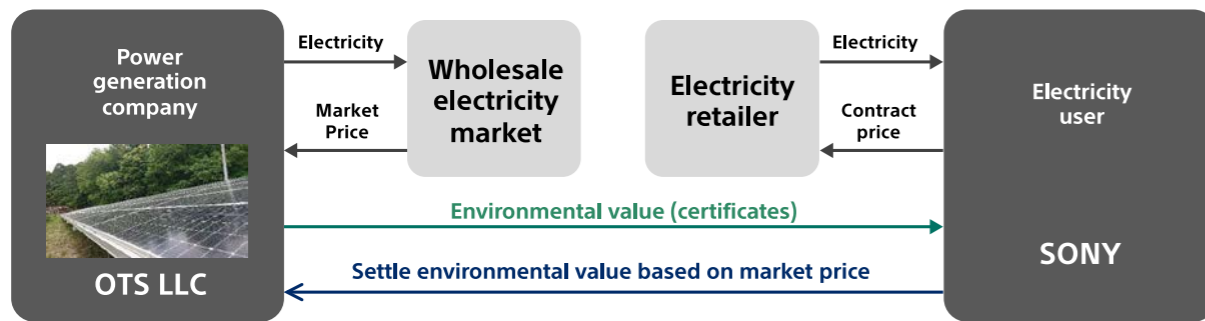 Power
generation
company
OTS LLC
Electricity
Market
Price
Wholesale
electricity
market
Electricity
retailer
Electricity
Contract
price
Electricity
user
SONY
Environmental value (certificates)
Settle environmental value based on market price